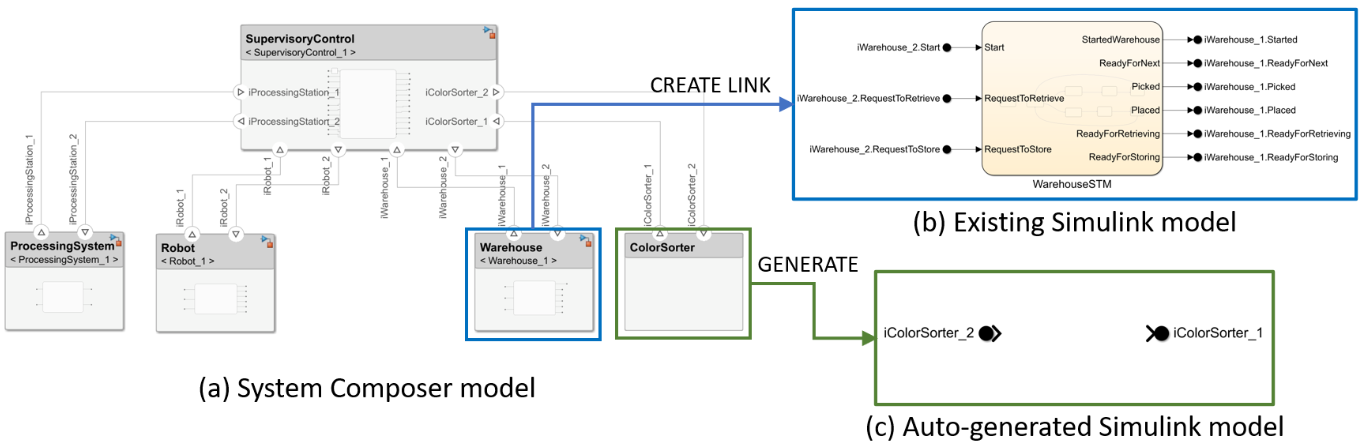 SupervisoryControl
< SupervisoryControl_1 >
iProcessingStation_1
iProcessingStation_2
iColorSorter_2
iColorSorter_1
iProcessingStation_1
iProcessingStation_2
iRobot_1
iRobot_2
iWarehouse_1
iWarehouse_2
iRobot_1
iRobot_2
iWarehouse_1
iWarehouse_2
iColorSorter_1
iColorSorter_2
ProcessingSystem
< ProcessingSystem_1 >
Robot
< Robot_1 >
Warehouse
< Warehouse_1 >
ColorSorter
(a) System Composer model
CREATE LINK
GENERATE
iWarehouse_2.Start
iWarehouse_2.RequestToRetrieve
iWarehouse_2.RequestToStore
Start
RequestToRetrieve
RequestToStore
StartedWarehouse
ReadyForNext
Picked
Placed
ReadyForRetrieving
ReadyForStoring
iWarehouse_1.Started
iWarehouse_1.ReadyForNext
iWarehouse_1.Picked
iWarehouse_1.Placed
iWarehouse_1.ReadyForRetrieving
iWarehouse_1.ReadyForStoring
WarehouseSTM
(b) Existing Simulink model
iColorSorter_2
iColorSorter_1
(c) Auto-generated Simulink model